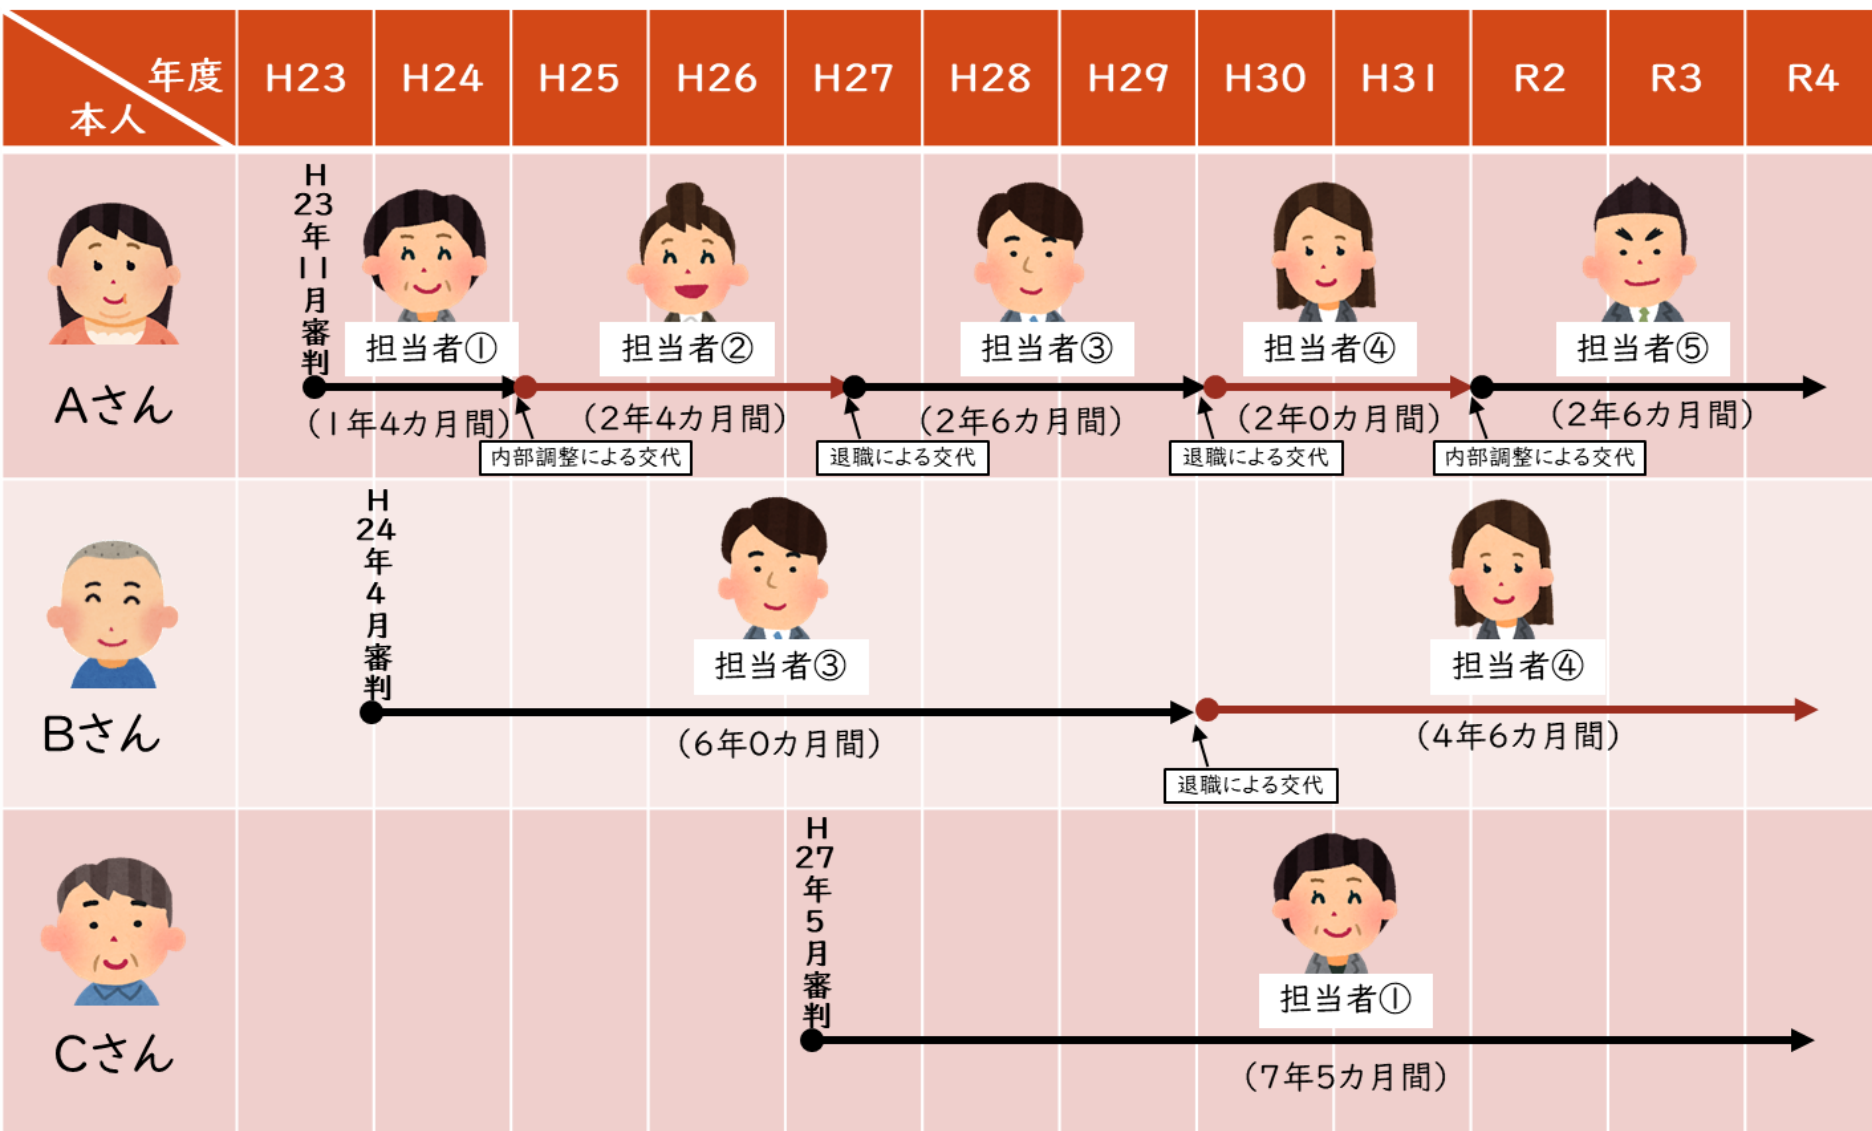 年度
本人
H23 H24 H25 H26 H27 H28 H29 H30 H31 R2 R3 R4
Aさん
H23年11月審判
担当者①
担当者②
担当者③
担当者④
担当者⑤
(1年4カ月間)
(2年4カ月間)
(2年6カ月間)
(2年0カ月間)
(2年6カ月間)
内部調整による交代
退職による交代
退職による交代
内部調整による交代
Bさん
H24年4月審判
担当者③
担当者④
(6年0カ月間)
(4年6カ月間)
退職による交代
Cさん
H27年5月審判
担当者①
(7年5カ月間)